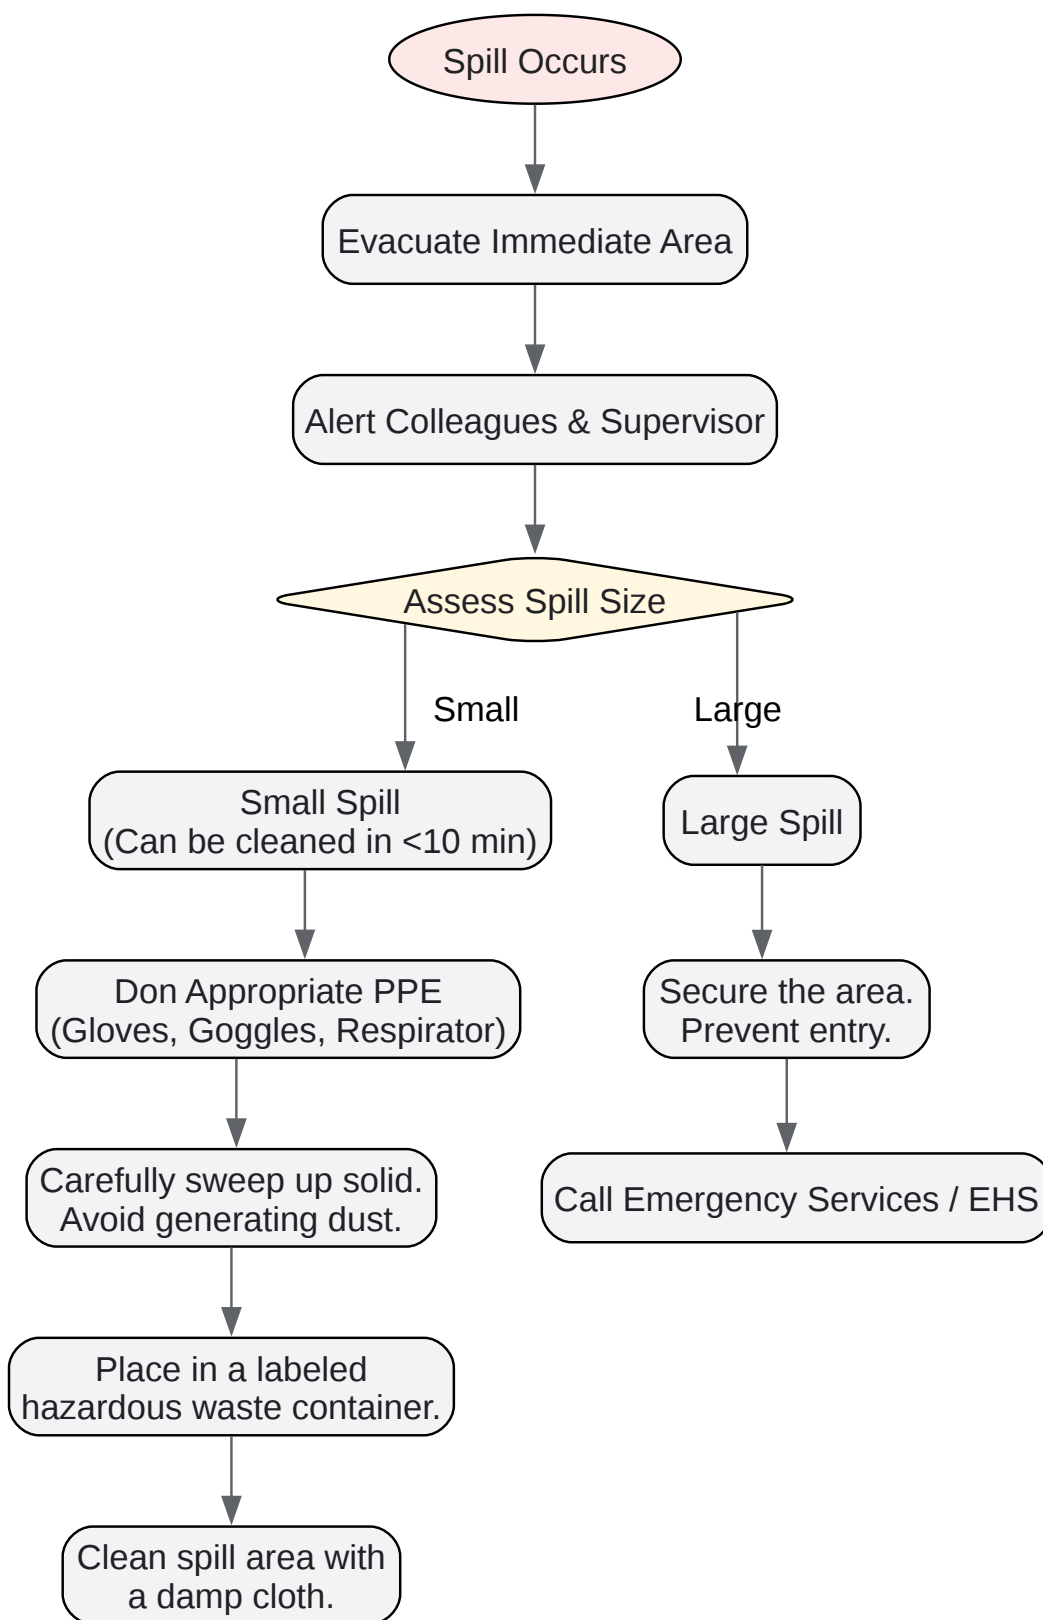 Spill Occurs
Evacuate Immediate Area
Alert Colleagues & Supervisor
Assess Spill Size
Small
Large
Small Spill
(Can be cleaned in <10 min)
Large Spill
Don Appropriate PPE
(Gloves, Goggles, Respirator)
Secure the area.
Prevent entry.
Carefully sweep up solid.
Avoid generating dust.
Call Emergency Services / EHS
Place in a labeled
hazardous waste container.
Clean spill area with
a damp cloth.